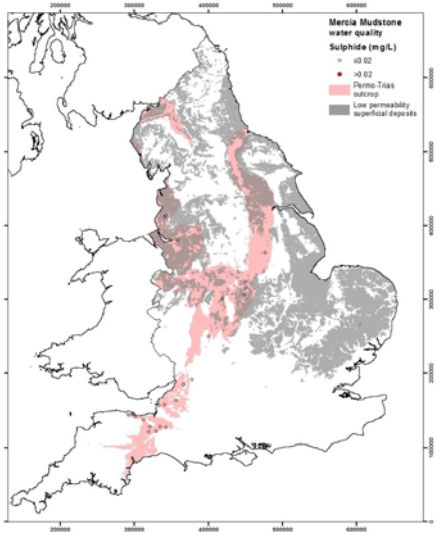 200000 300000 400000 500000 600000
Mercia Mudstone
water quality
Sulphide (mg/L)
≤0.02
>0.02
Permo-Trias
outcrop
Low permeability
superficial deposits
600000
500000
400000
300000
200000
100000
0
200000 300000 400000 500000 600000